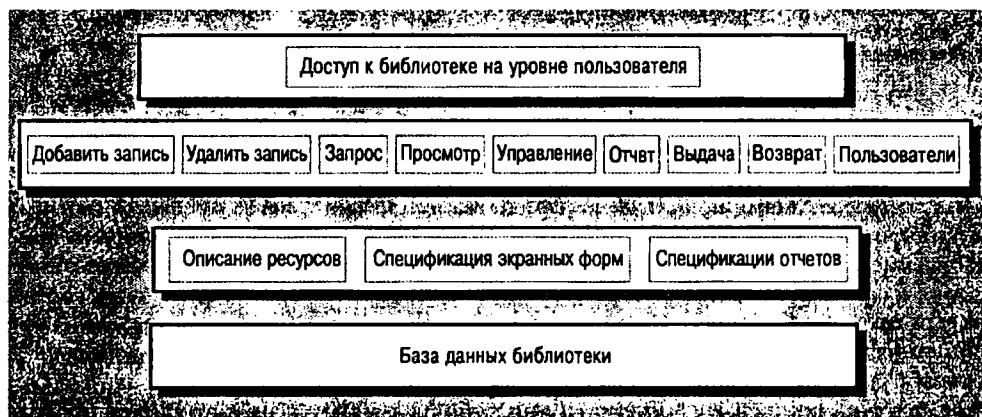 Доступ к библиотеке на уровне пользователя
Добавить запись Удалить запись Запрос Просмотр Управление Отчвт Выдача Возврат Пользователи
Описание ресурсов Спецификация экранных форм Спецификации отчетов
База данных библиотеки